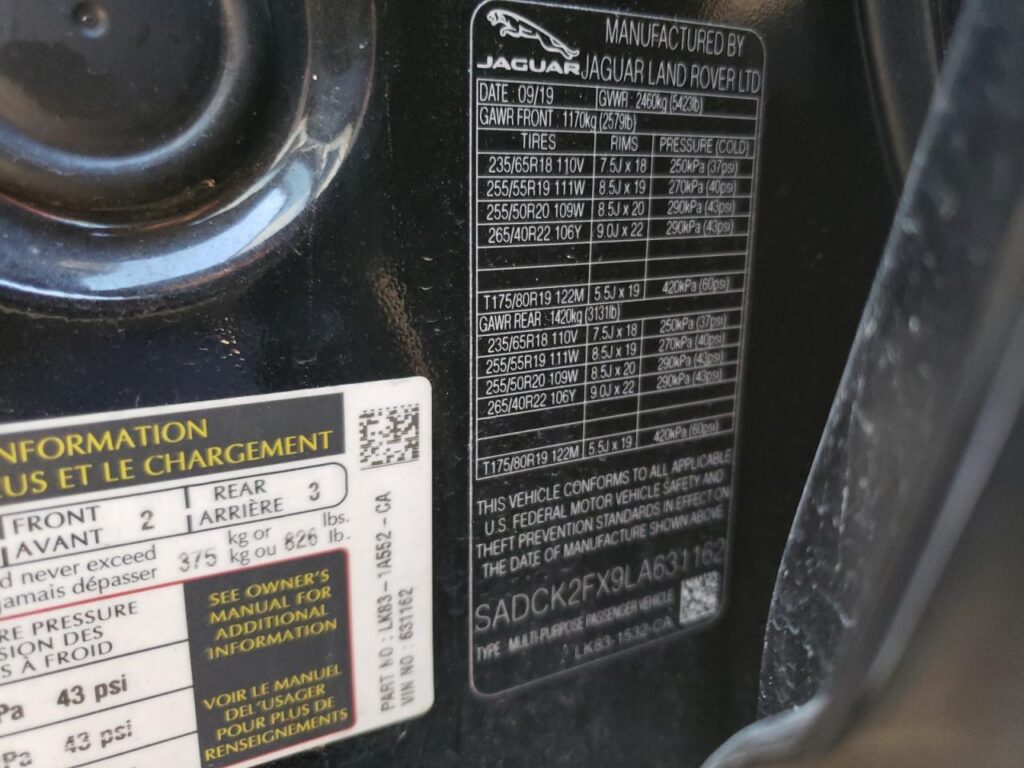 JAGUAR
MANUFACTURED BY
JAGUAR LAND ROVER LTD
DATE : 09/19 GVWR : 2460kg (5423lb)
GAWR FRONT : 1170kg (2579lb)
TIRES RIMS PRESSURE (COLD)
235/65R18 110V 7.5J x 18 250kPa (37psi)
255/55R19 111W 8.5J x 19 270kPa (40psi)
255/50R20 109W 8.5J x 20 290kPa (43psi)
265/40R22 106Y 9.0J x 22 290kPa (43psi)
T175/80R19 122M 5.5J x 19 420kPa (60psi)
GAWR REAR : 1420kg (3131lb)
235/65R18 110V 7.5J x 18 250kPa (37psi)
255/55R19 111W 8.5J x 19 270kPa (40psi)
255/50R20 109W 8.5J x 20 290kPa (43psi)
265/40R22 106Y 9.0J x 22 290kPa (43psi)
T175/80R19 122M 5.5J x 19 420kPa (60psi)
THIS VEHICLE CONFORMS TO ALL APPLICABLE
U.S. FEDERAL MOTOR VEHICLE SAFETY AND
THEFT PREVENTION STANDARDS IN EFFECT ON
THE DATE OF MANUFACTURE SHOWN ABOVE
SADCK2FX9LA631162
TYPE : MULTI-PURPOSE PASSENGER VEHICLE
LK83-1532-CA
NFORMATION
EUS ET LE CHARGEMENT
FRONT 2 REAR 3
AVANT ARRIÈRE
d never exceed 375 kg or 826 lbs.
jamais dépasser kg ou lb.
RE PRESSURE
SION DES
S À FROID
Pa 43 psi
Pa 43 psi
SEE OWNER'S
MANUAL FOR
ADDITIONAL
INFORMATION
VOIR LE MANUEL
DEL'USAGER
POUR PLUS DE
RENSEIGNEMENTS
PART NO : LK83-1A552-CA
VIN NO : 631162